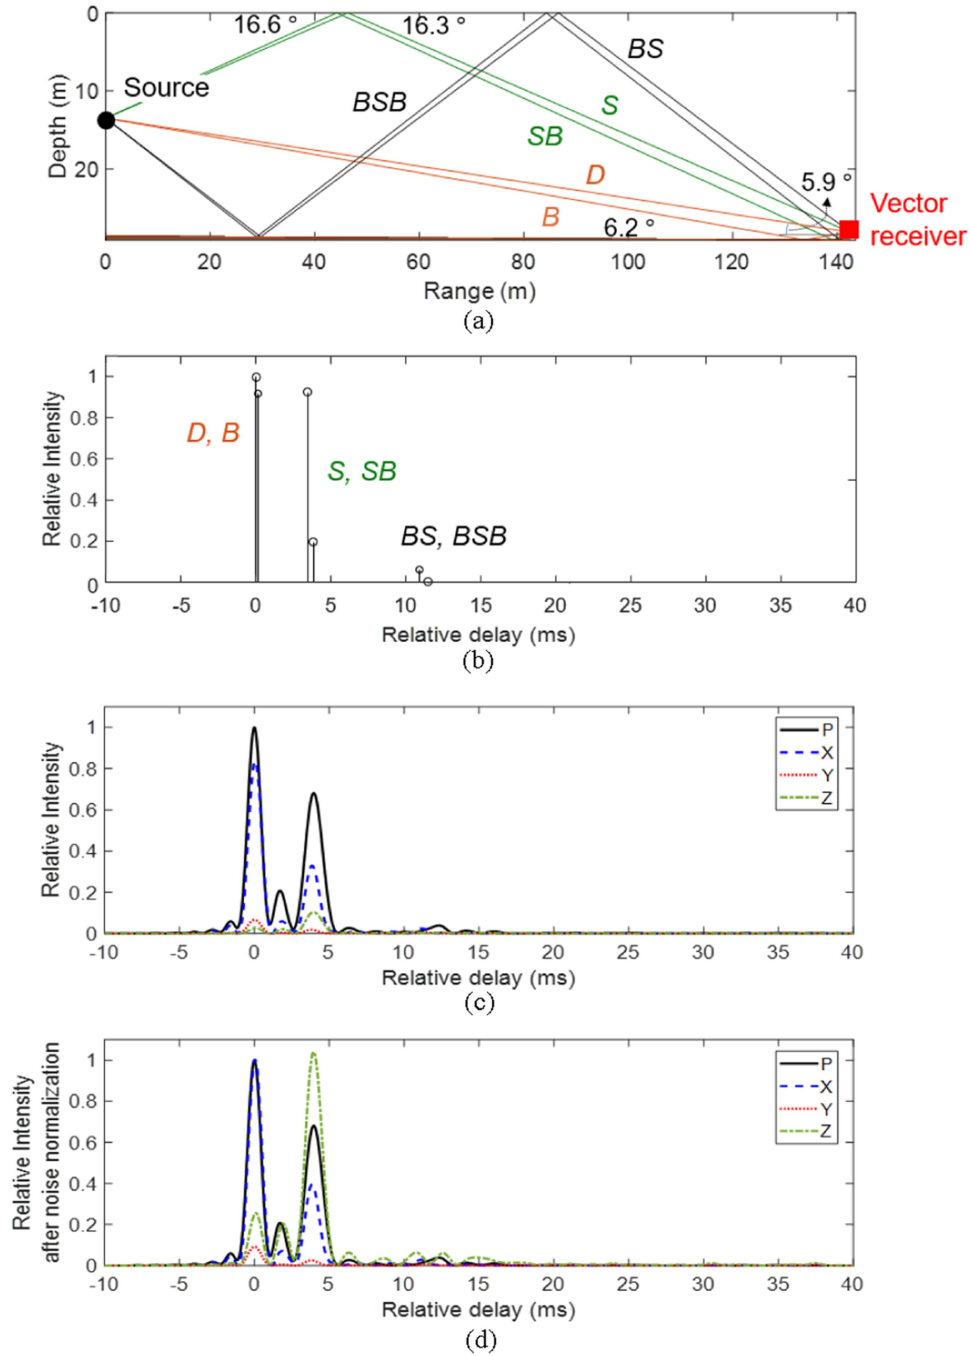 0
16.6 °
16.3 °
BS
Source
BSB
10
S
Depth (m)
SB
20
D
5.9 °
Vector
receiver
B
6.2 °
0 20 40 60 80 100 120 140
Range (m)
(a)
1
0.8
D, B
0.6
S, SB
Relative Intensity
0.4
BS, BSB
0.2
0
-10 -5 0 5 10 15 20 25 30 35 40
Relative delay (ms)
(b)
1
P
0.8
X
Y
Z
0.6
Relative Intensity
0.4
0.2
0
-10 -5 0 5 10 15 20 25 30 35 40
Relative delay (ms)
(c)
1
P
0.8
X
Y
Z
0.6
Relative Intensity
after noise normalization
0.4
0.2
0
-10 -5 0 5 10 15 20 25 30 35 40
Relative delay (ms)
(d)